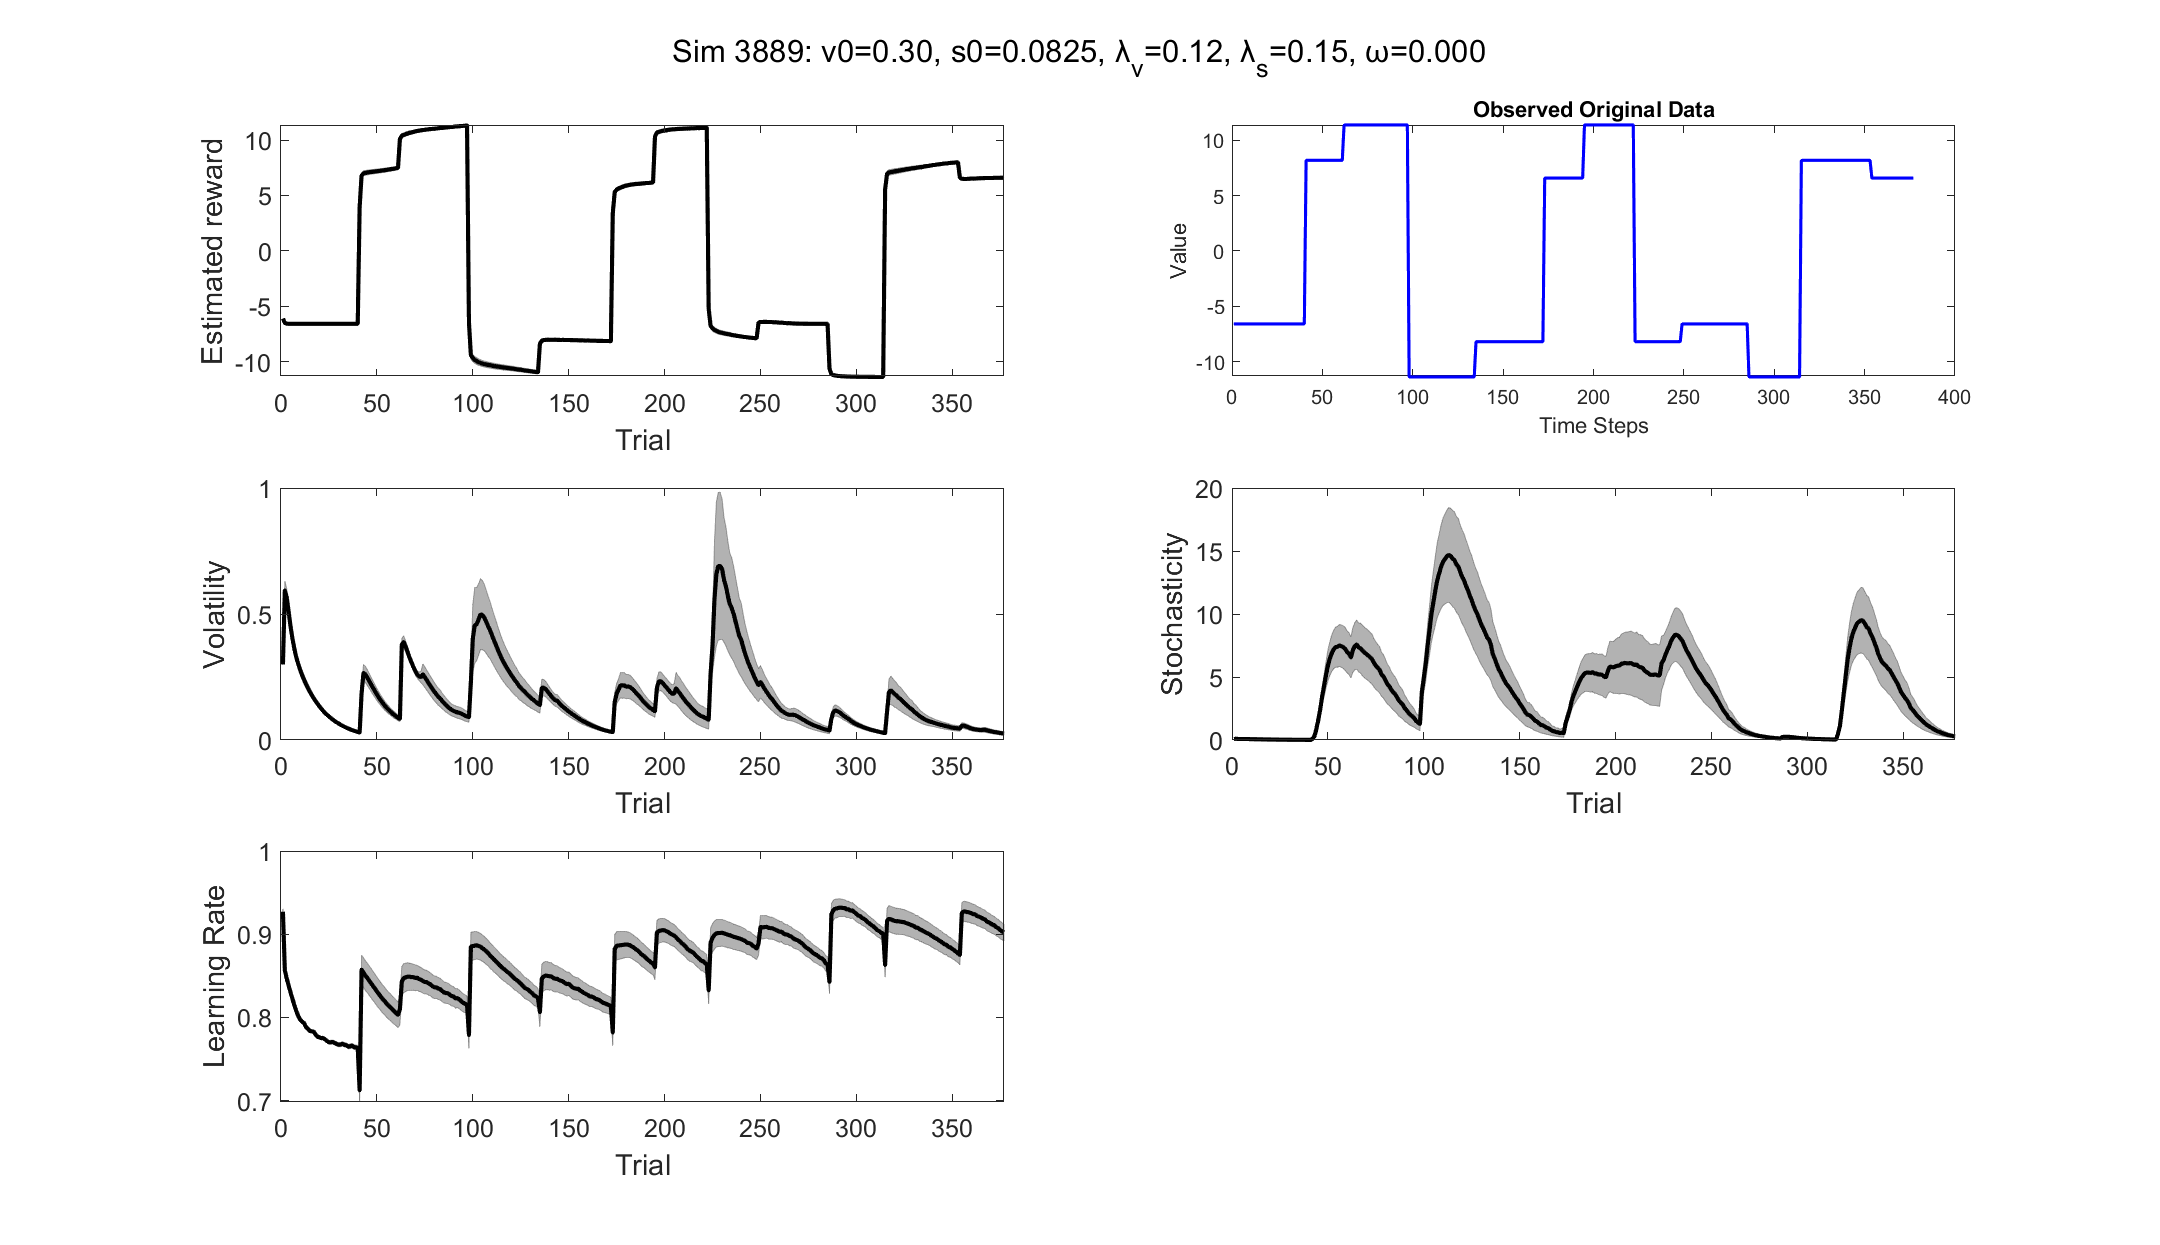 Sim 3889: v0=0.30, s0=0.0825, λv=0.12, λs=0.15, ω=0.000
Estimated reward
10
5
0
-5
-10
0 50 100 150 200 250 300 350
Trial
Observed Original Data
Value
10
5
0
-5
-10
0 50 100 150 200 250 300 350 400
Time Steps
Volatility
1
0.5
0
0 50 100 150 200 250 300 350
Trial
Stochasticity
20
15
10
5
0
0 50 100 150 200 250 300 350
Trial
Learning Rate
1
0.9
0.8
0.7
0 50 100 150 200 250 300 350
Trial